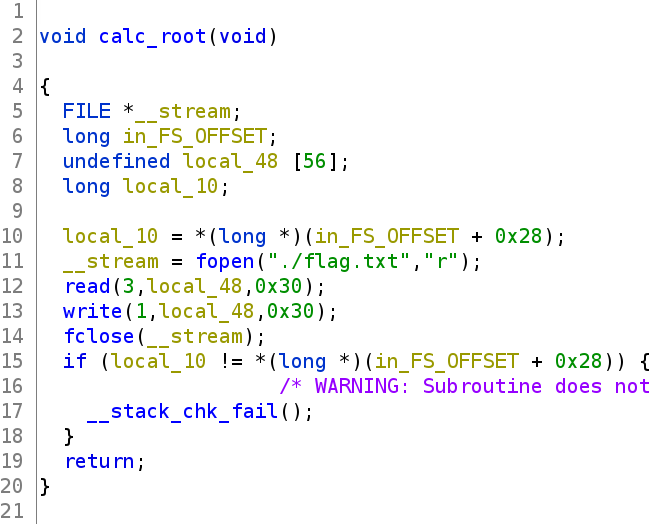 1
2 void calc_root(void)
3
4 {
5 FILE *__stream;
6 long in_FS_OFFSET;
7 undefined local_48 [56];
8 long local_10;
9
10 local_10 = *(long *)(in_FS_OFFSET + 0x28);
11 __stream = fopen("./flag.txt","r");
12 read(3,local_48,0x30);
13 write(1,local_48,0x30);
14 fclose(__stream);
15 if (local_10 != *(long *)(in_FS_OFFSET + 0x28)) {
16 /* WARNING: Subroutine does not
17 __stack_chk_fail();
18 }
19 return;
20 }
21